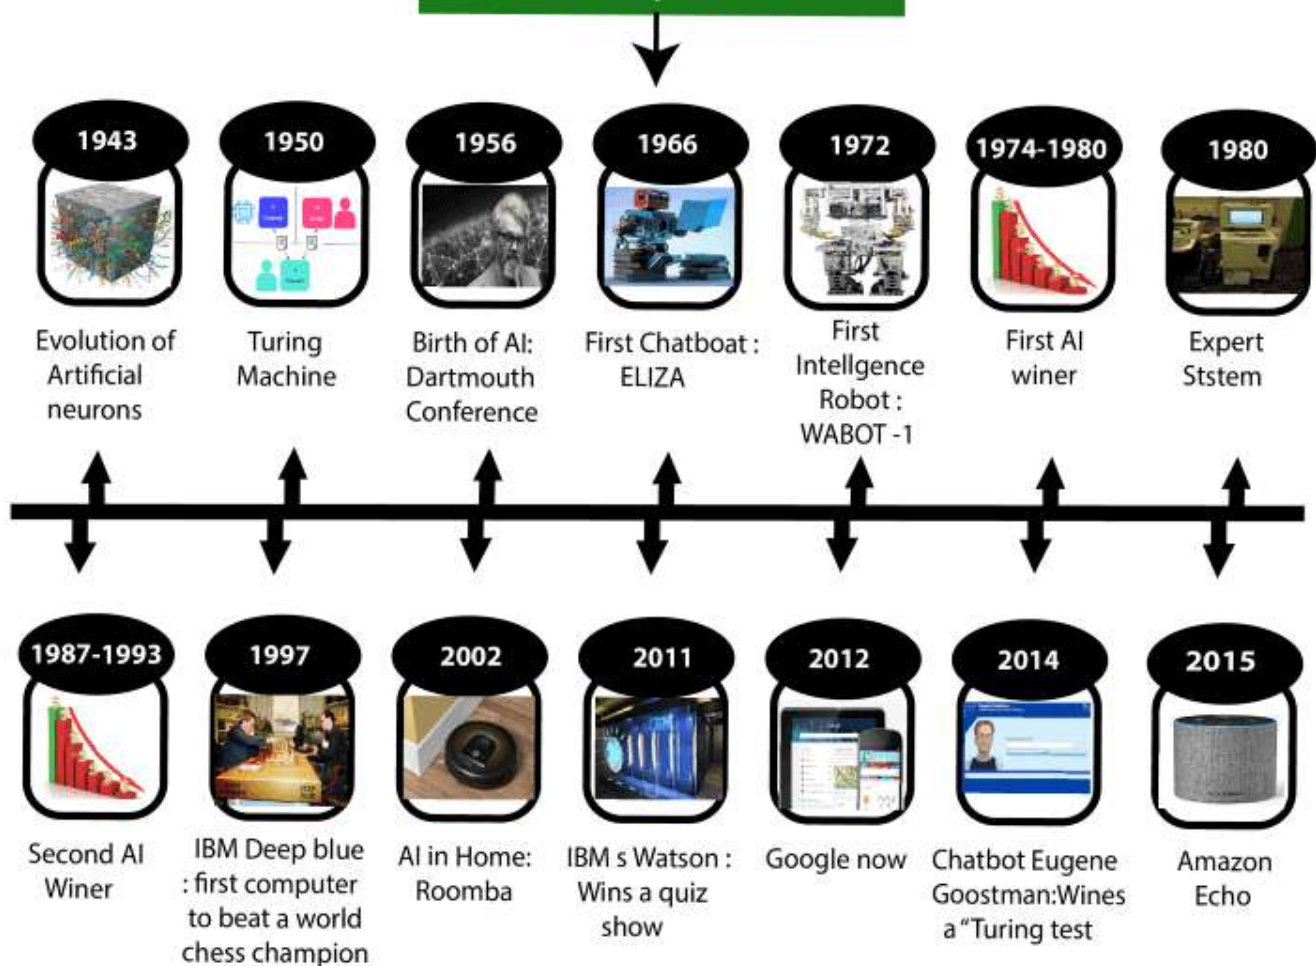 1943
Evolution of
Artificial
neurons
1950
Turing
Machine
1956
Birth of AI:
Dartmouth
Conference
1966
First Chatboat :
ELIZA
1972
First
Intellgence
Robot :
WABOT -1
1974-1980
First AI
winer
1980
Expert
Ststem
1987-1993
Second AI
Winer
1997
IBM Deep blue
: first computer
to beat a world
chess champion
2002
AI in Home:
Roomba
2011
IBM s Watson :
Wins a quiz
show
2012
Google now
2014
Chatbot Eugene
Goostman:Wines
a “Turing test
2015
Amazon
Echo